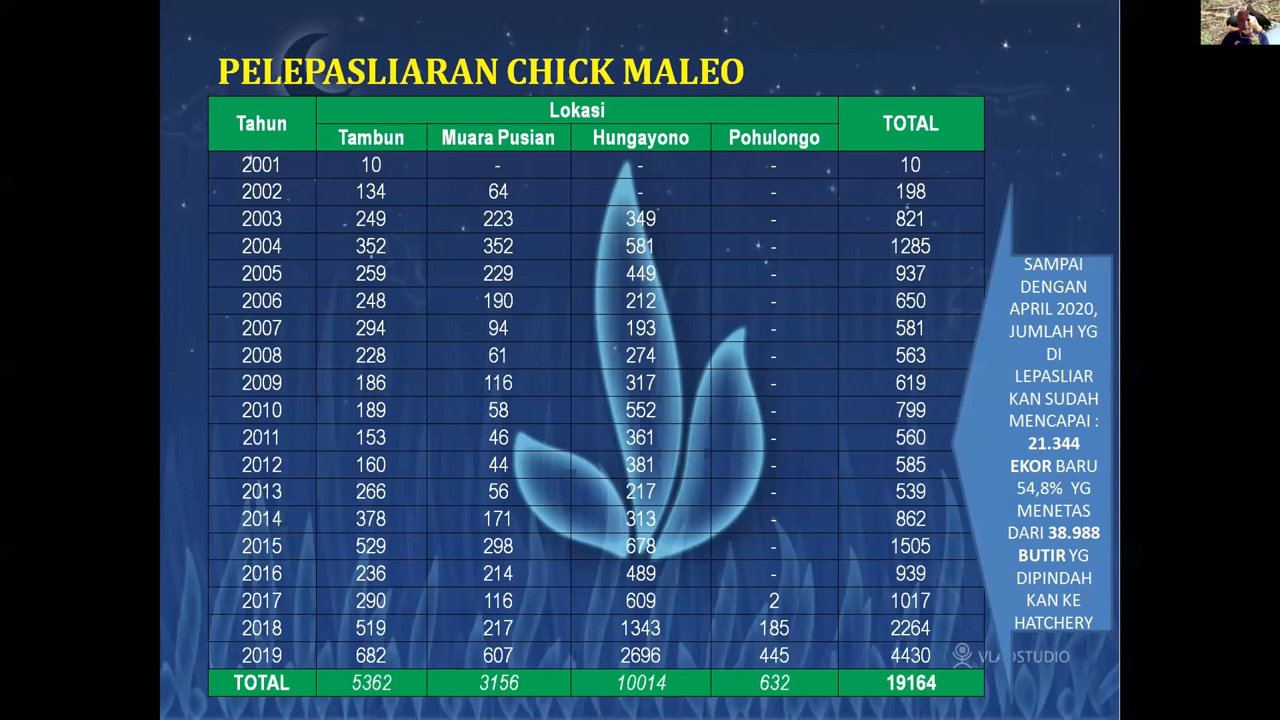 PELEPASLIARAN CHICK MALEO
Tahun Lokasi TOTAL
Tambun Muara Pusian Hungayono Pohulongo
2001 10 - - - 10
2002 134 64 - - 198
2003 249 223 349 - 821
2004 352 352 581 - 1285
2005 259 229 449 - 937
2006 248 190 212 - 650
2007 294 94 193 - 581
2008 228 61 274 - 563
2009 186 116 317 - 619
2010 189 58 552 - 799
2011 153 46 361 - 560
2012 160 44 381 - 585
2013 266 56 217 - 539
2014 378 171 313 - 862
2015 529 298 678 - 1505
2016 236 214 489 - 939
2017 290 116 609 2 1017
2018 519 217 1343 185 2264
2019 682 607 2696 445 4430
TOTAL 5362 3156 10014 632 19164
SAMPAI
DENGAN
APRIL 2020,
JUMLAH YG
DI
LEPASLIAR
KAN SUDAH
MENCAPAI :
21.344
EKOR BARU
54,8% YG
MENETAS
DARI 38.988
BUTIR YG
DIPINDAH
KAN KE
HATCHERY
VLADSTUDIO